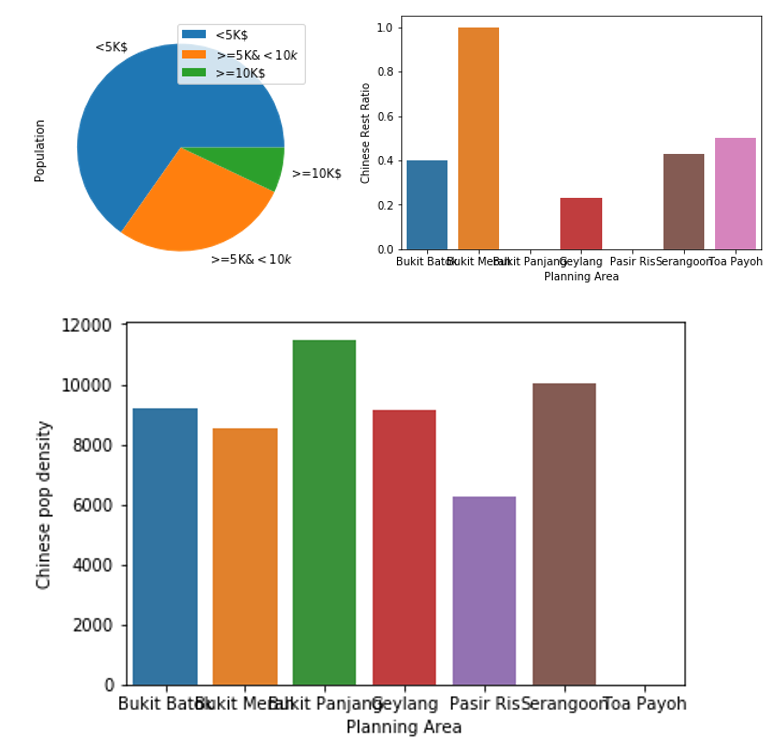 <5K$
>=5K&<10k
>=10K$
<5K$
>=10K$
>=5K&<10k
Population
1.0
0.8
0.6
0.4
0.2
0.0
Chinese Rest Ratio
Bukit Batok Bukit Merah Bukit Panjang Geylang Pasir Ris Serangoon Toa Payoh
Planning Area
12000
10000
8000
6000
4000
2000
0
Chinese pop density
Bukit Batok Bukit Merah Bukit Panjang Geylang Pasir Ris Serangoon Toa Payoh
Planning Area